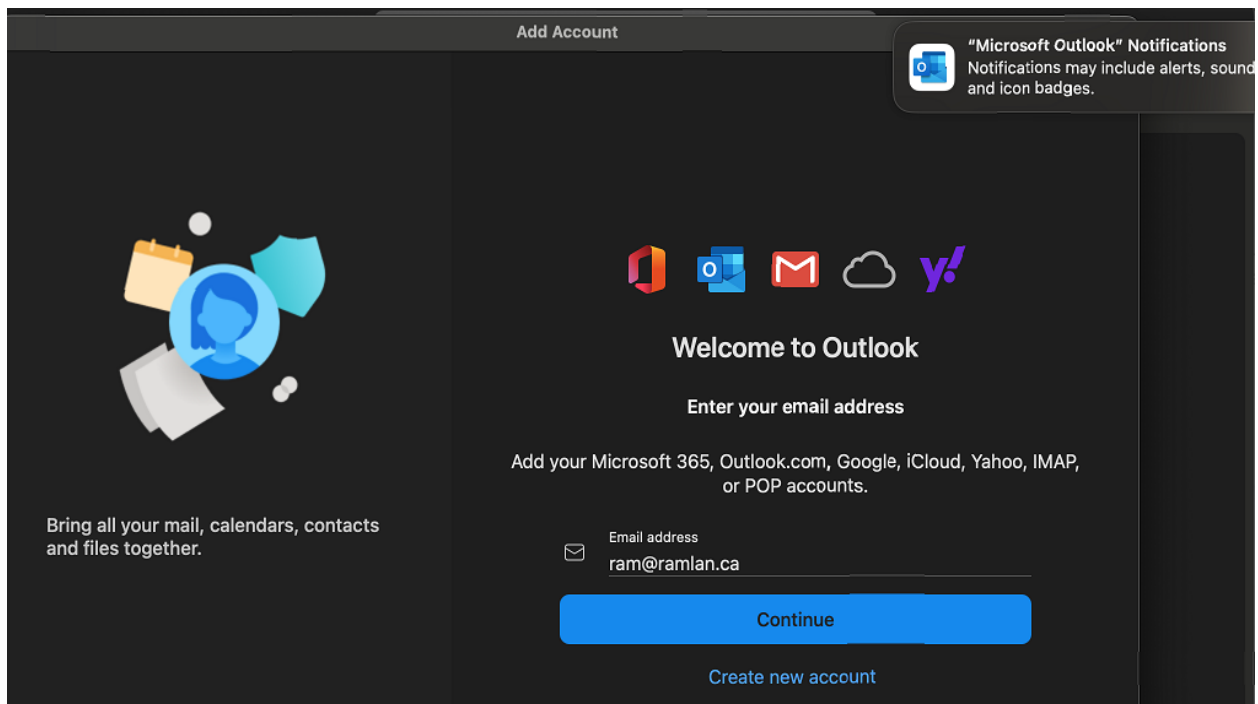 Add Account
“Microsoft Outlook” Notifications
Notifications may include alerts, sound
and icon badges.
Welcome to Outlook
Enter your email address
Add your Microsoft 365, Outlook.com, Google, iCloud, Yahoo, IMAP,
or POP accounts.
Bring all your mail, calendars, contacts
and files together.
Email address
ram@ramlan.ca
Continue
Create new account